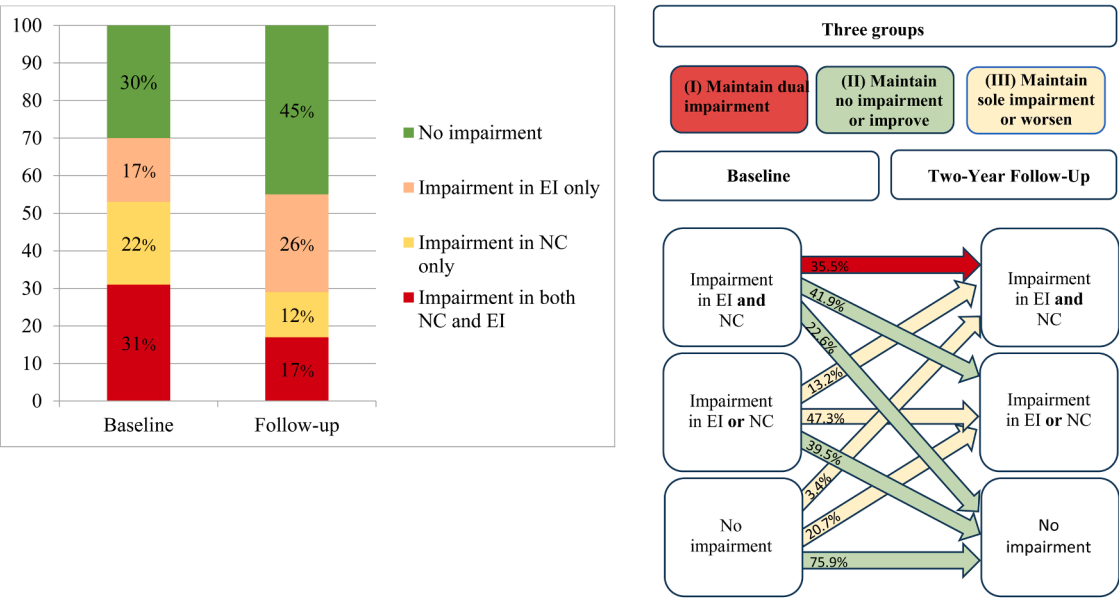 100
90
80
70
60
50
40
30
20
10
0
30%
17%
22%
31%
45%
26%
12%
17%
Baseline
Follow-up
No impairment
Impairment in EI only
Impairment in NC
only
Impairment in both
NC and EI
Three groups
(I) Maintain dual
impairment
(II) Maintain
no impairment
or improve
(III) Maintain
sole impairment
or worsen
Baseline
Two-Year Follow-Up
Impairment
in EI and
NC
Impairment
in EI or NC
No
impairment
35.5%
41.9%
22.6%
13.2%
47.3%
39.5%
3.4%
20.7%
75.9%
Impairment
in EI and
NC
Impairment
in EI or NC
No
impairment